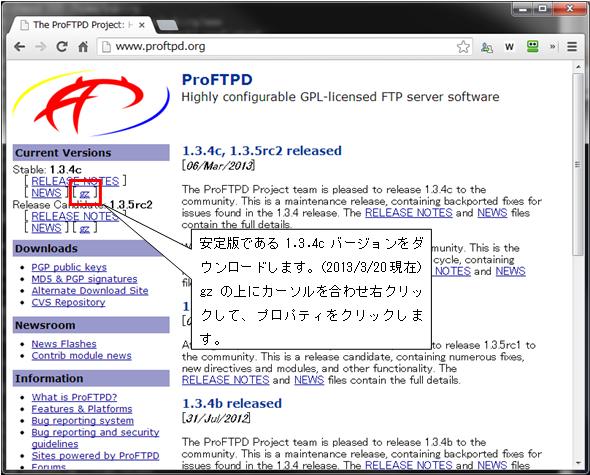 The ProFTPD Project: H
www.proftpd.org
W
ProFTPD
Highly configurable GPL-licensed FTP server software
Current Versions
Stable: 1.3.4c
[ RELEASE NOTES ]
[ NEWS ] [ gz ]
Release Candidate: 1.3.5rc2
[ RELEASE NOTES ]
[ NEWS ] [ gz ]
Downloads
PGP public keys
MD5 & PGP signatures
Alternate Download Site
CVS Repository
Newsroom
News Flashes
Contrib module news
Information
What is ProFTPD?
Features & Platforms
Bug reporting system
Bug reporting and security
guidelines
Sites powered by ProFTPD
Forums
1.3.4c, 1.3.5rc2 released
[06/Mar/2013]
The ProFTPD Project team is pleased to release 1.3.4c to the
community. This is a maintenance release, containing backported fixes for
issues found in the 1.3.4 release. The RELEASE NOTES and NEWS files
contain the full details.
安定版である 1.3.4c バージョンをダ
ウンロードします。(2013/3/20 現在)
gz の上にカーソルを合わせ右クリッ
クして、プロパティをクリックしま
す。
munity. This is the
cycle, containing
NOTES and NEWS
to release 1.3.5rc1 to
the community. This is a release candidate, containing numerous fixes,
new directives and modules, and other functionality. The
RELEASE NOTES and NEWS files contain the full details.
1.3.4b released
[31/Jul/2012]
The ProFTPD Project team is pleased to release 1.3.4b to the
community. This is a maintenance release, containing backported fixes for
issues found in the 1.3.4a release. The RELEASE NOTES and NEWS files